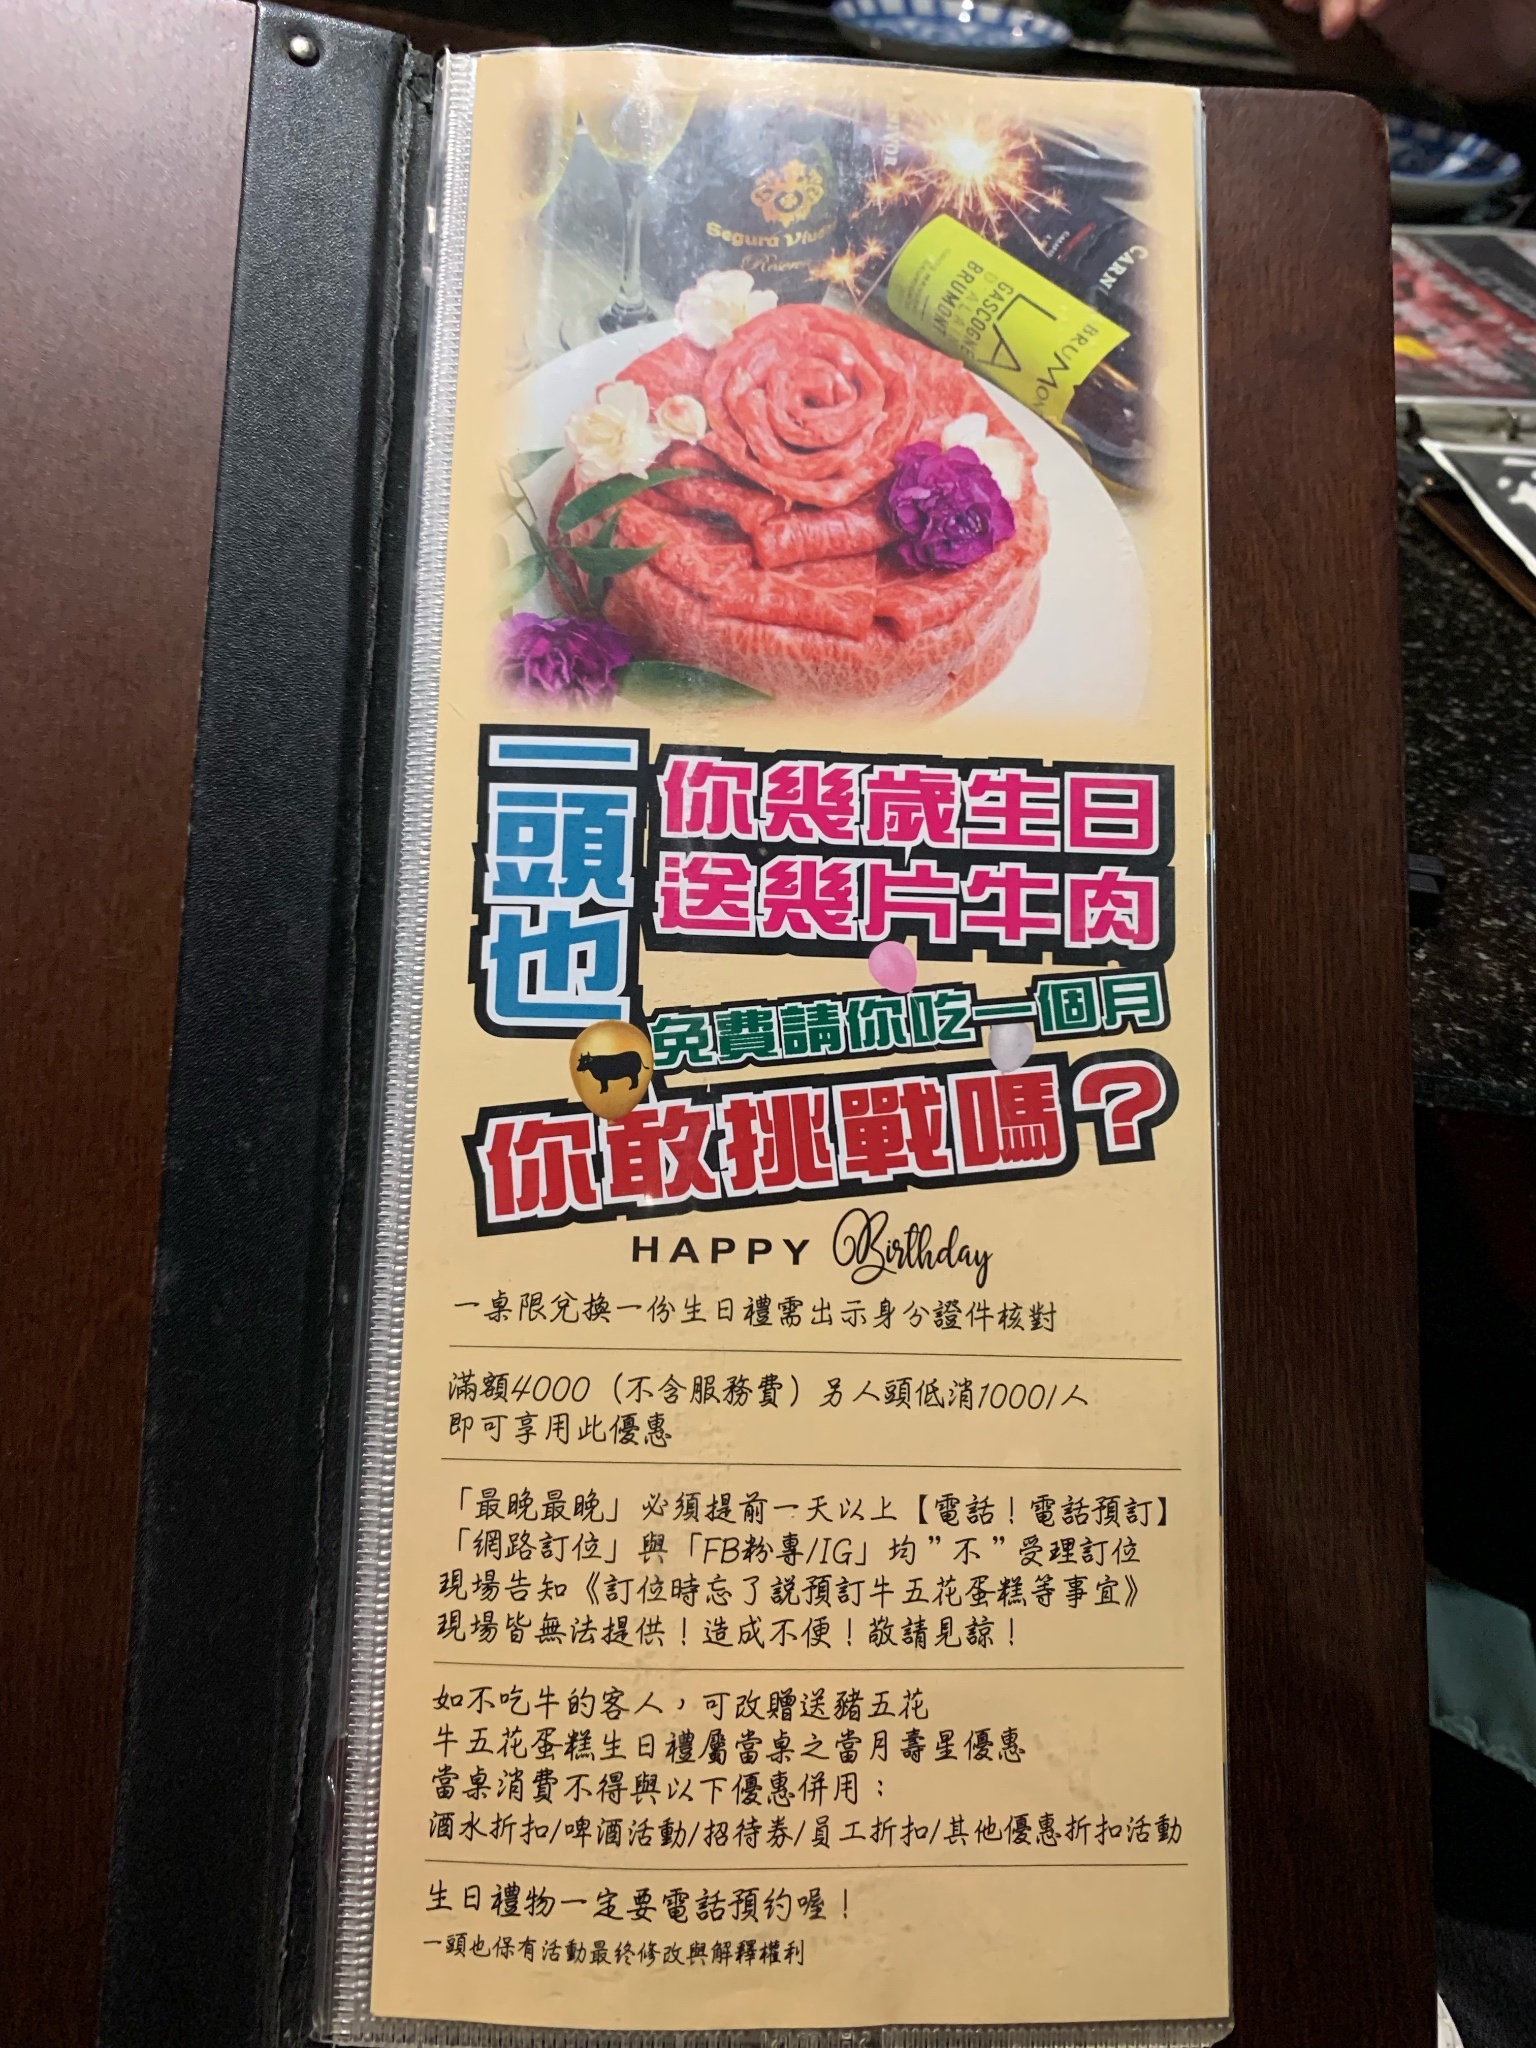 Segura Viudas
Reserva
CARN
LA
GASCOGNE
D'ALAIN
BRUMONT
BRUMONT
一頭也
你幾歲生日
送幾片牛肉
免費請你吃一個月
你敢挑戰嗎？
HAPPY Birthday
一桌限兌換一份生日禮需出示身分證件核對
滿額4000（不含服務費）另人頭低消1000/人
即可享用此優惠
「最晚最晚」必須提前一天以上【電話！電話預訂】
「網路訂位」與「FB粉專/IG」均”不”受理訂位
現場告知《訂位時忘了說預訂牛五花蛋糕等事宜》
現場皆無法提供！造成不便！敬請見諒！
如不吃牛的客人，可改贈送豬五花
牛五花蛋糕生日禮屬當桌之當月壽星優惠
當桌消費不得與以下優惠併用：
酒水折扣/啤酒活動/招待券/員工折扣/其他優惠折扣活動
生日禮物一定要電話預約喔！
一頭也保有活動最終修改與解釋權利